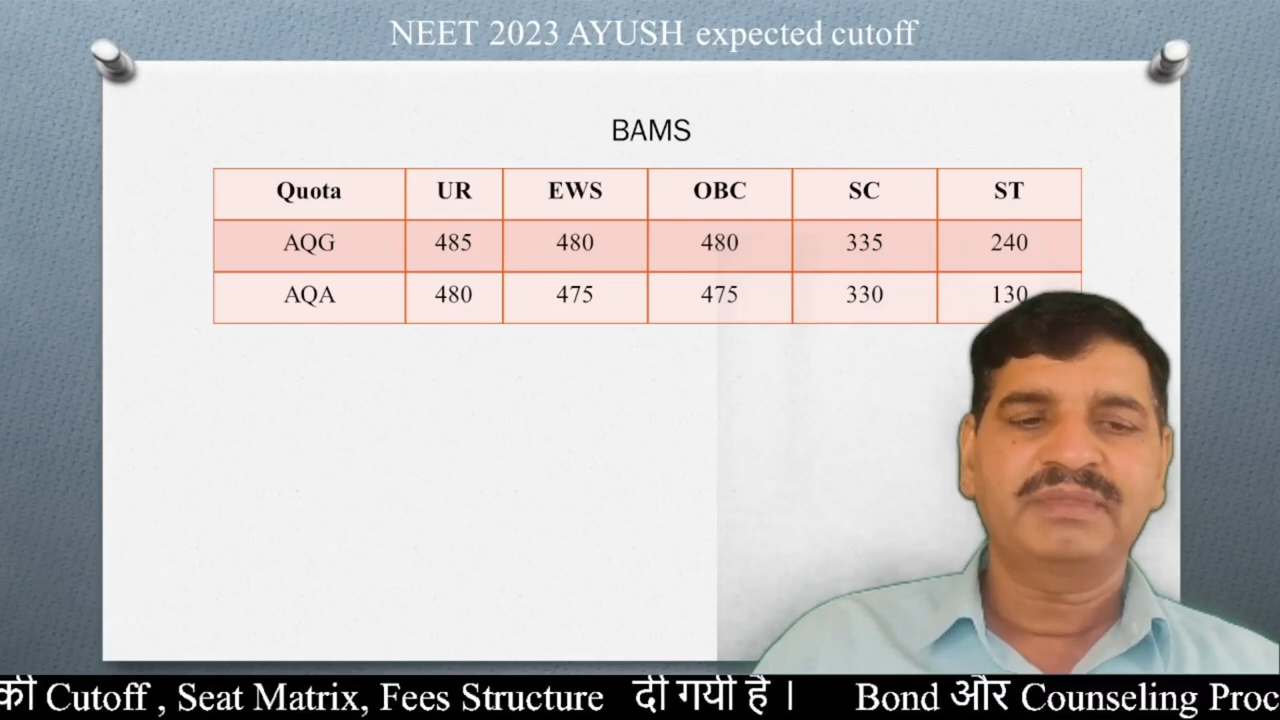 NEET 2023 AYUSH expected cutoff
BAMS
Quota UR EWS OBC SC ST
AQG 485 480 480 335 240
AQA 480 475 475 330 130
की Cutoff , Seat Matrix, Fees Structure दी गयी है । Bond और Counseling Proc